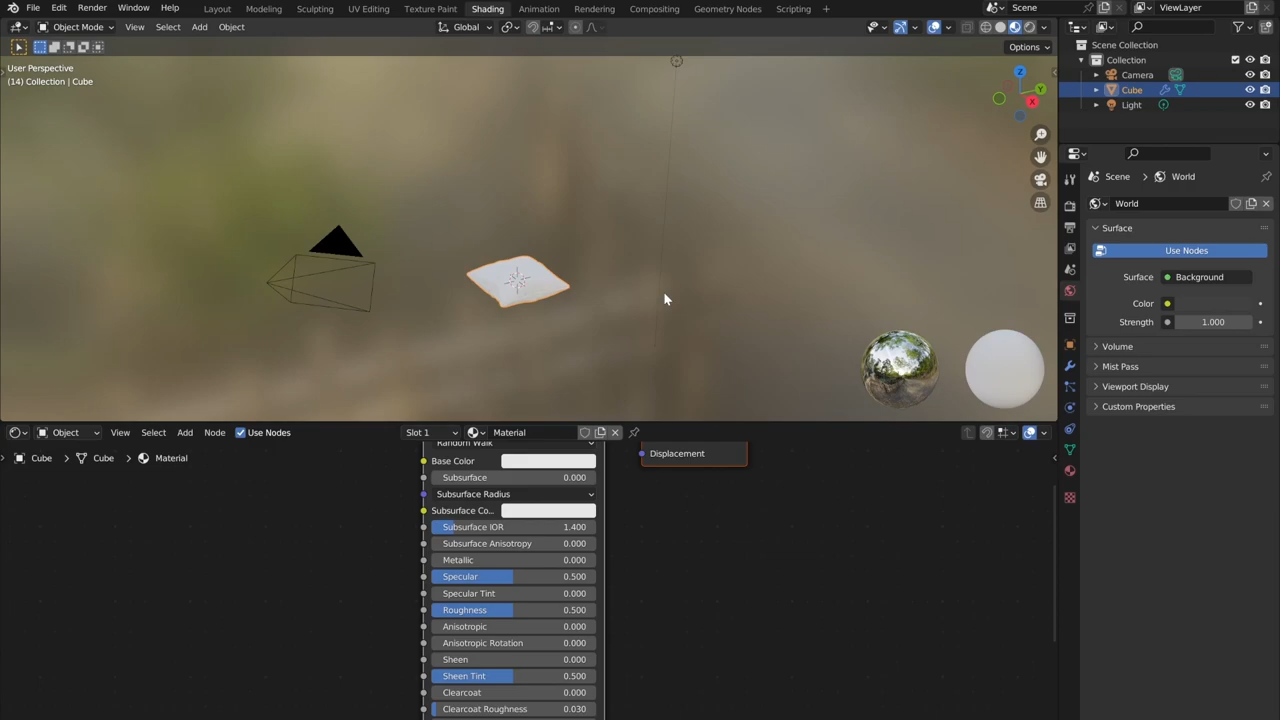 File Edit Render Window Help Layout Modeling Sculpting UV Editing Texture Paint Shading Animation Rendering Compositing Geometry Nodes Scripting + Scene ViewLayer
Object Mode View Select Add Object Global
Options
User Perspective
(14) Collection | Cube
Z
Y
X
Scene Collection
Collection
Camera
Cube
Light
Scene World
World
Surface
Use Nodes
Surface Background
Color
Strength 1.000
Volume
Mist Pass
Viewport Display
Custom Properties
Object View Select Add Node Use Nodes Slot 1 Material
Cube Cube Material
Random Walk
Displacement
Base Color
Subsurface 0.000
Subsurface Radius
Subsurface Co...
Subsurface IOR 1.400
Subsurface Anisotropy 0.000
Metallic 0.000
Specular 0.500
Specular Tint 0.000
Roughness 0.500
Anisotropic 0.000
Anisotropic Rotation 0.000
Sheen 0.000
Sheen Tint 0.500
Clearcoat 0.000
Clearcoat Roughness 0.030